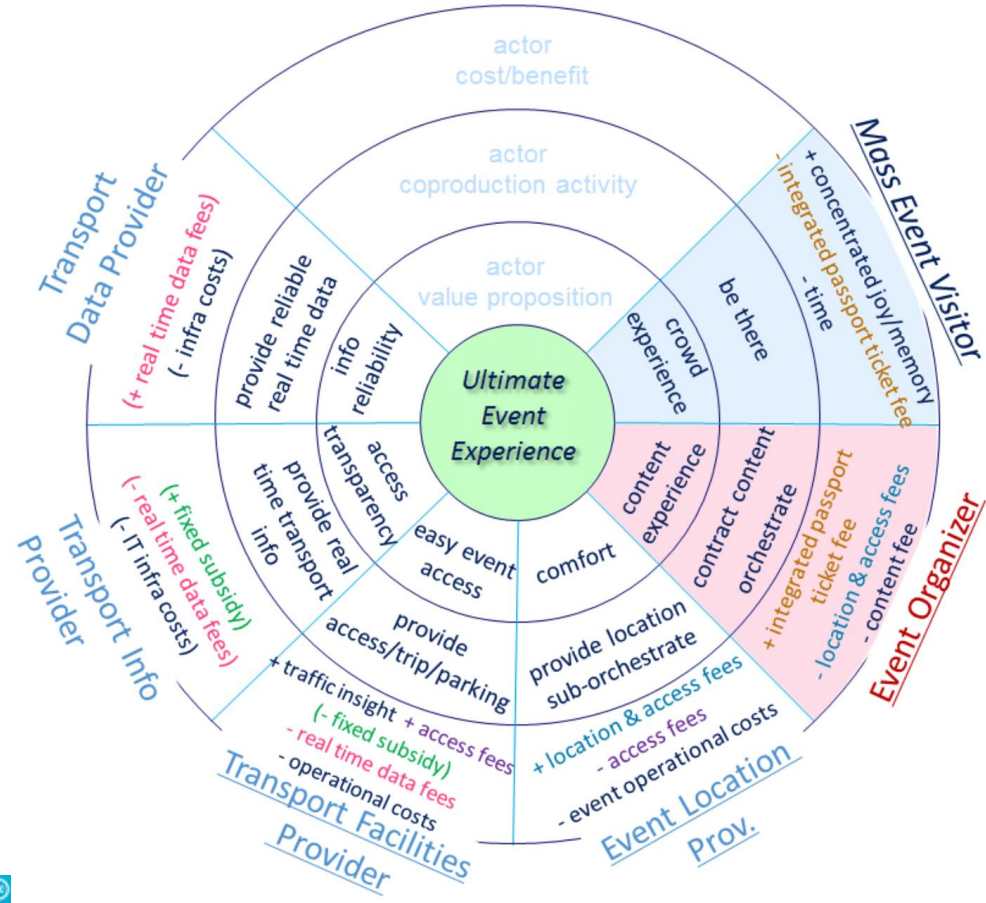 actor
cost/benefit
actor
coproduction activity
actor
value proposition
Ultimate
Event
Experience
Mass Event Visitor
+ concentrated joy/memory
- integrated passport ticket fee
- time
be there
crowd
experience
Event Organizer
+ integrated passport
ticket fee
- location & access fees
- content fee
contract content
orchestrate
content
experience
Event Location
Prov.
+ location & access fees
- access fees
- event operational costs
provide location
sub-orchestrate
comfort
Transport Facilities
Provider
+ traffic insight + access fees
(- fixed subsidy)
- real time data fees
- operational costs
provide
access/trip/parking
easy event
access
Transport Info
Provider
(+ fixed subsidy)
(- real time data fees)
(- IT infra costs)
provide real
time transport
info
access
transparency
Transport
Data Provider
(+ real time data fees)
(- infra costs)
provide reliable
real time data
info
reliability